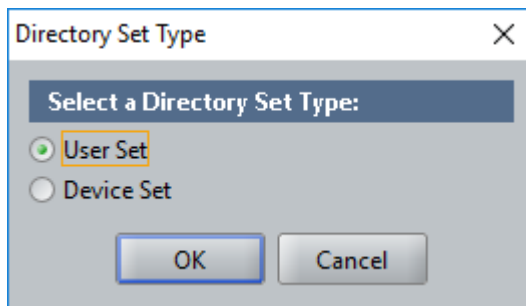 Directory Set Type
Select a Directory Set Type:
User Set
Device Set
OK Cancel